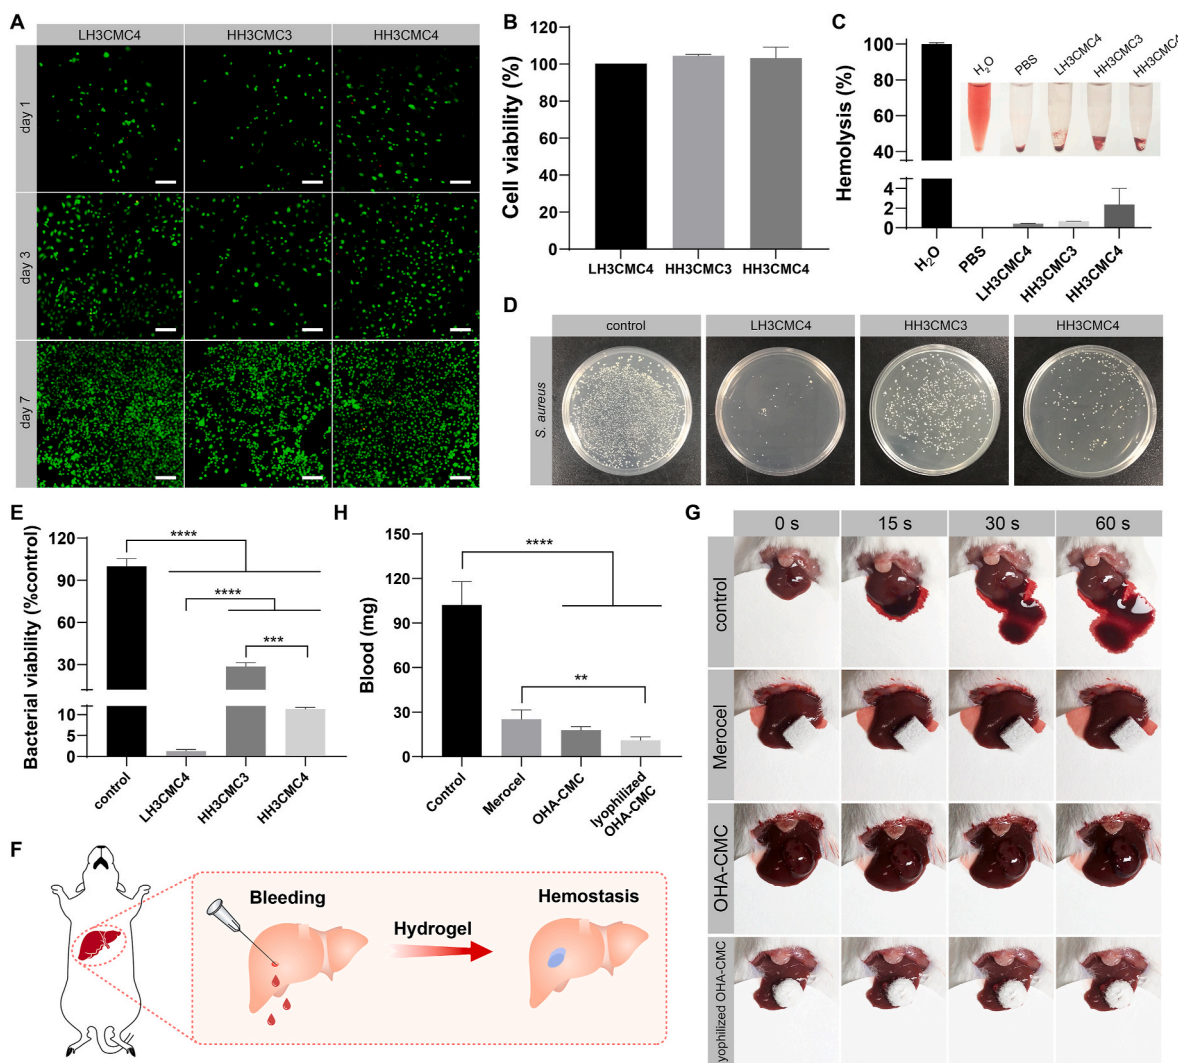 A
LH3CMC4
HH3CMC3
HH3CMC4
day 1
day 3
day 7
B
Cell viability (%)
120
100
80
60
40
20
0
LH3CMC4
HH3CMC3
HH3CMC4
C
Hemolysis (%)
100
80
60
40
4
2
0
H₂O
PBS
LH3CMC4
HH3CMC3
HH3CMC4
H₂O
PBS
LH3CMC4
HH3CMC3
HH3CMC4
D
control
LH3CMC4
HH3CMC3
HH3CMC4
S. aureus
E
Bacterial viability (%control)
120
90
60
30
10
5
0
****
****
***
control
LH3CMC4
HH3CMC3
HH3CMC4
H
Blood (mg)
150
120
90
60
30
0
****
**
Control
Merocel
OHA-CMC
lyophilized
OHA-CMC
G
0 s
15 s
30 s
60 s
control
Merocel
OHA-CMC
yophilized OHA-CMC
F
Bleeding
Hydrogel
Hemostasis